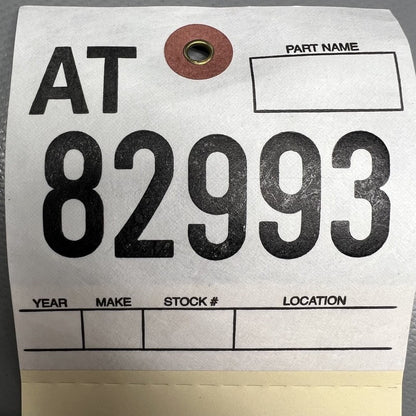 AT
PART NAME
82993
YEAR MAKE STOCK # LOCATION